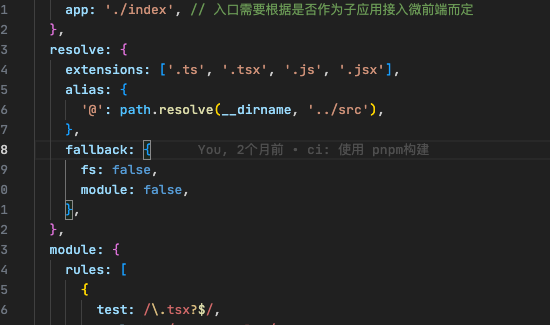 1 app: './index', // 入口需要根据是否作为子应用接入微前端而定
2 },
3 resolve: {
4 extensions: ['.ts', '.tsx', '.js', '.jsx'],
5 alias: {
6 '@': path.resolve(__dirname, '../src'),
7 },
8 fallback: { You, 2个月前 • ci: 使用 pnpm构建
9 fs: false,
0 module: false,
1 },
2 },
3 module: {
4 rules: [
5 {
6 test: /\.tsx?$/,